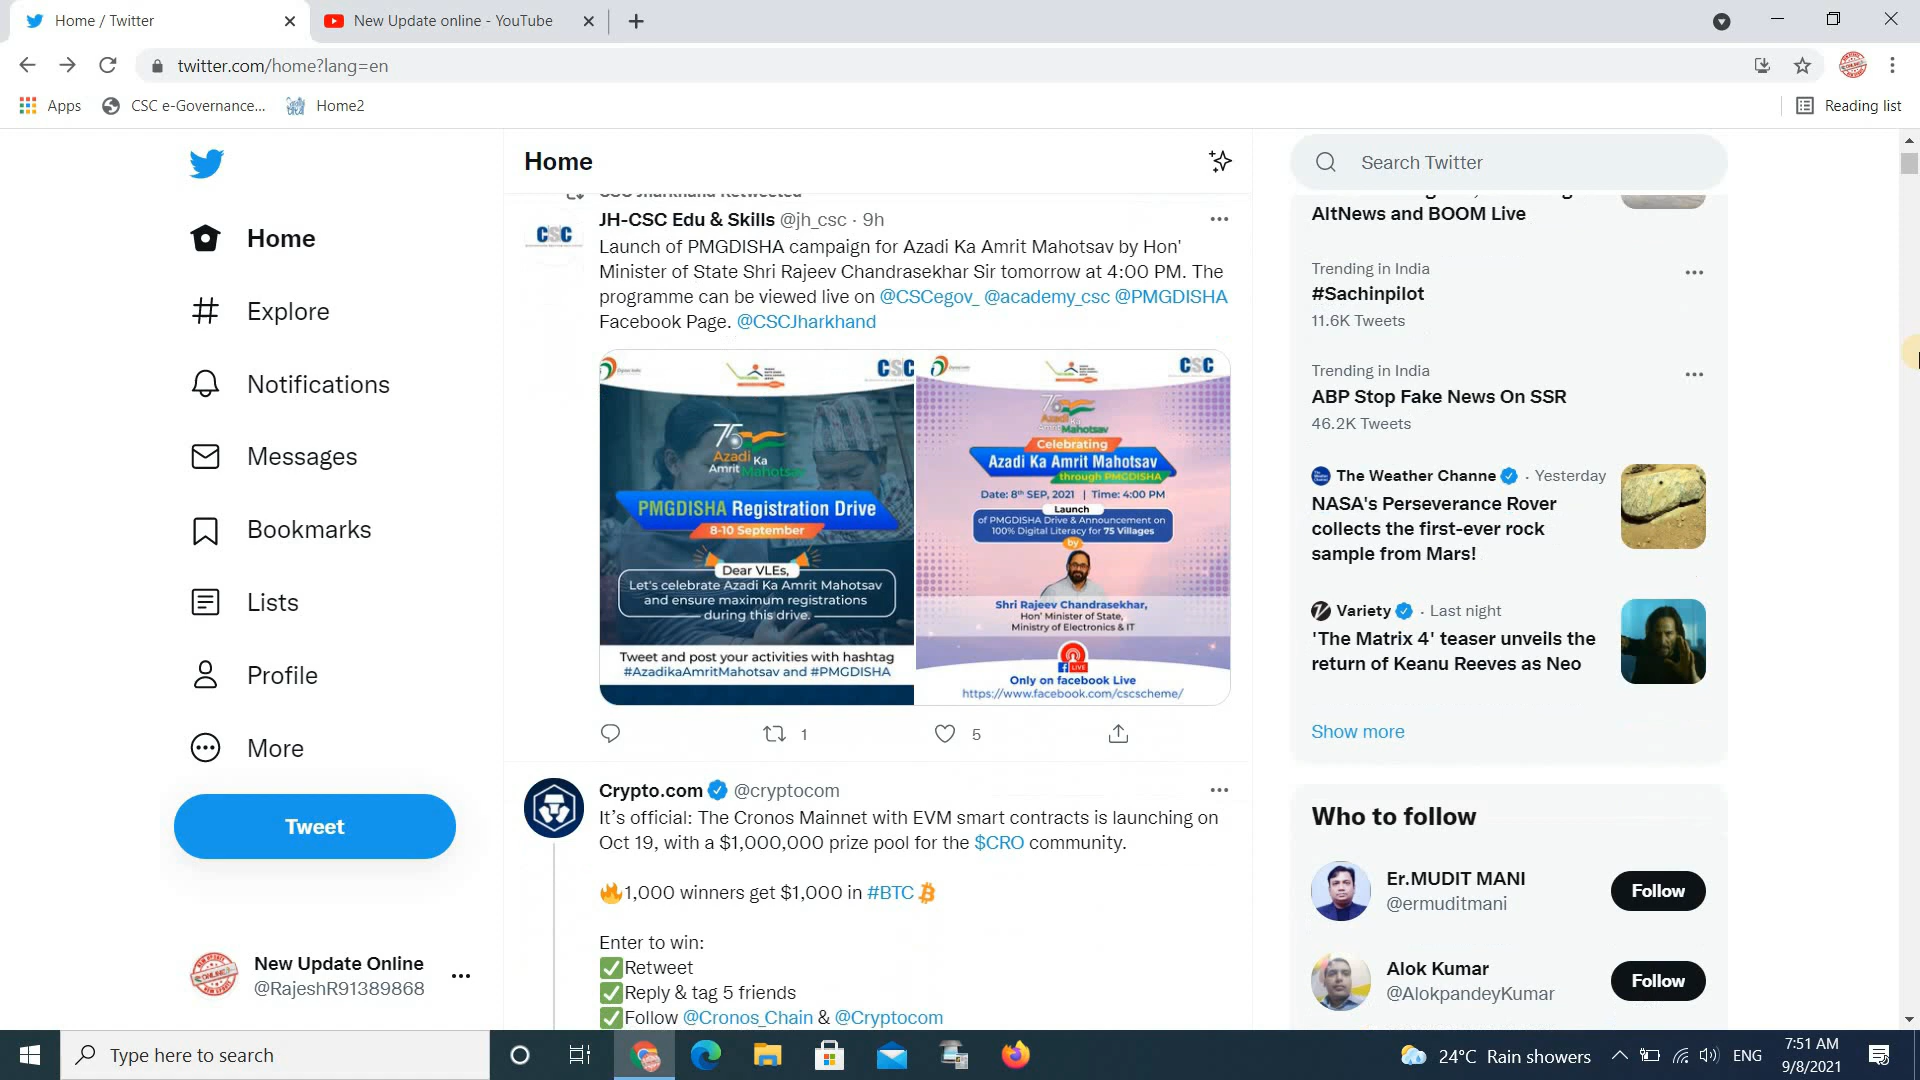 Home / Twitter
New Update online - YouTube
twitter.com/home?lang=en
Apps
CSC e-Governance...
Home2
Reading list
Home
Explore
Notifications
Messages
Bookmarks
Lists
Profile
More
Tweet
New Update Online
@RajeshR91389868
Home
JH-CSC Edu & Skills @jh_csc · 9h
Launch of PMGDISHA campaign for Azadi Ka Amrit Mahotsav by Hon'
Minister of State Shri Rajeev Chandrasekhar Sir tomorrow at 4:00 PM. The
programme can be viewed live on @CSCegov_ @academy_csc @PMGDISHA
Facebook Page. @CSCJharkhand
CSC
75
Azadi Ka
Amrit Mahotsav
PMGDISHA Registration Drive
8-10 September
Dear VLEs,
Let's celebrate Azadi Ka Amrit Mahotsav
and ensure maximum registrations
during this drive.
Tweet and post your activities with hashtag
#AzadikaAmritMahotsav and #PMGDISHA
CSC
75
Azadi Ka
Amrit Mahotsav
Celebrating
Azadi Ka Amrit Mahotsav
through PMGDISHA
Date: 8th SEP, 2021 | Time: 4:00 PM
Launch
of PMGDISHA Drive & Announcement on
100% Digital Literacy for 75 Villages
by
Shri Rajeev Chandrasekhar,
Hon' Minister of State,
Ministry of Electronics & IT
LIVE
Only on facebook Live
https://www.facebook.com/cscscheme/
1
5
Crypto.com @cryptocom
It's official: The Cronos Mainnet with EVM smart contracts is launching on
Oct 19, with a $1,000,000 prize pool for the $CRO community.
🔥1,000 winners get $1,000 in #BTC
Enter to win:
✅Retweet
✅Reply & tag 5 friends
✅Follow @Cronos_Chain & @Cryptocom
Search Twitter
AltNews and BOOM Live
Trending in India
#Sachinpilot
11.6K Tweets
Trending in India
ABP Stop Fake News On SSR
46.2K Tweets
The Weather Channe · Yesterday
NASA's Perseverance Rover
collects the first-ever rock
sample from Mars!
Variety · Last night
'The Matrix 4' teaser unveils the
return of Keanu Reeves as Neo
Show more
Who to follow
Er.MUDIT MANI
@ermuditmani
Follow
Alok Kumar
@AlokpandeyKumar
Follow
Type here to search
24°C Rain showers
ENG
7:51 AM
9/8/2021